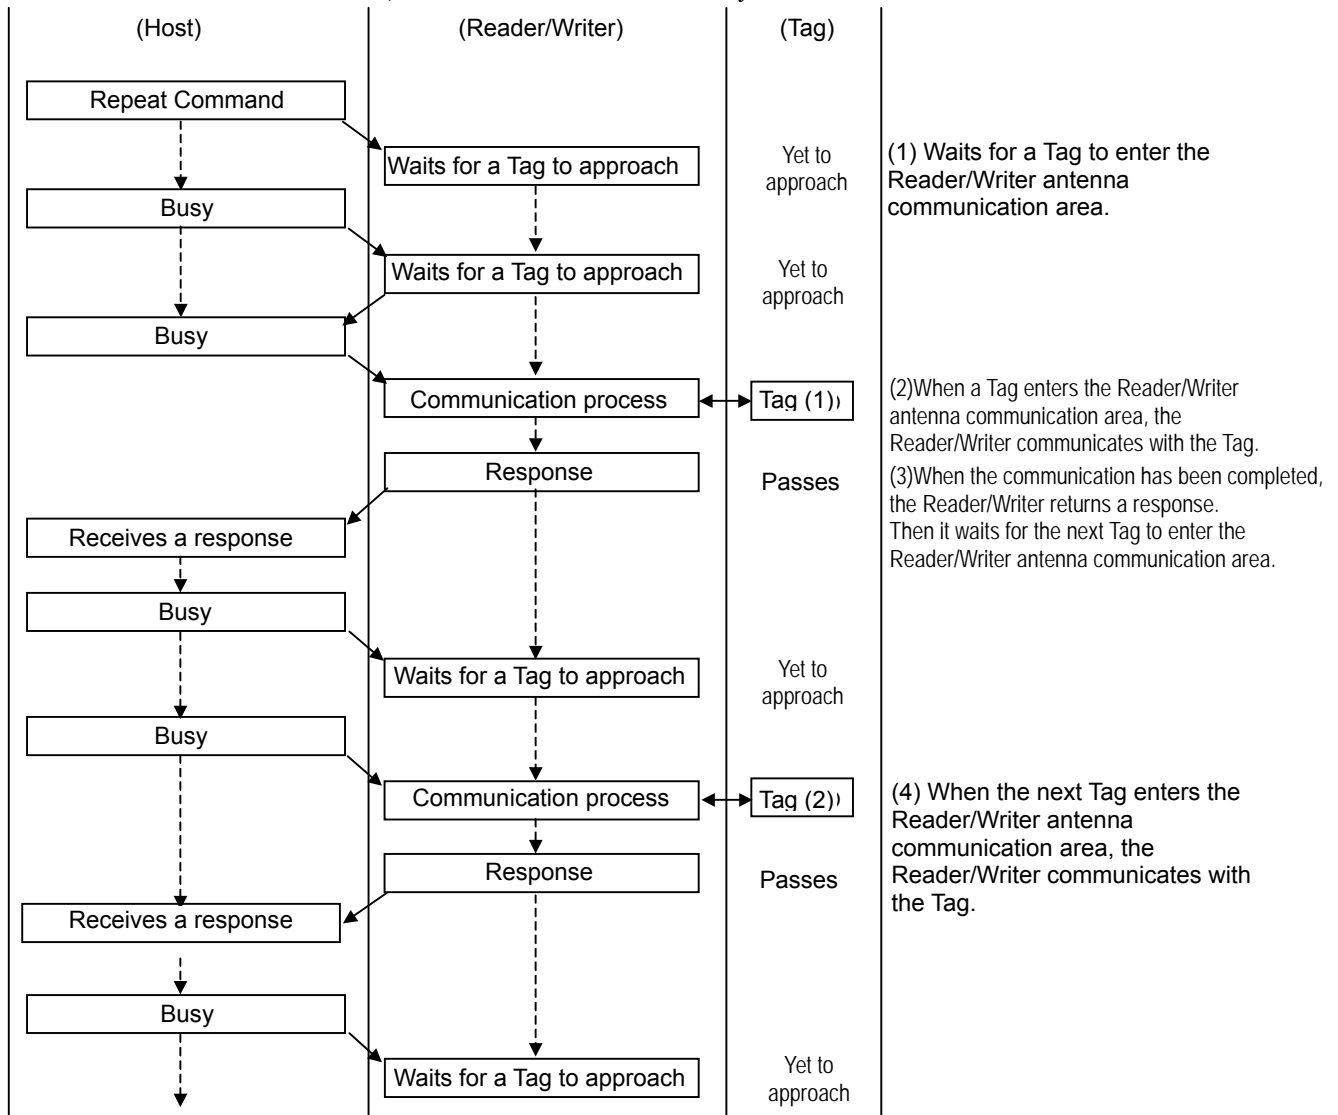 (Host)
(Reader/Writer)
(Tag)
Repeat Command
Waits for a Tag to approach
Yet to
approach
(1) Waits for a Tag to enter the
Reader/Writer antenna
communication area.
Busy
Waits for a Tag to approach
Yet to
approach
Busy
Communication process
Tag (1)
(2)When a Tag enters the Reader/Writer
antenna communication area, the
Reader/Writer communicates with the Tag.
Response
Passes
(3)When the communication has been completed,
the Reader/Writer returns a response.
Then it waits for the next Tag to enter the
Reader/Writer antenna communication area.
Receives a response
Busy
Waits for a Tag to approach
Yet to
approach
Busy
Communication process
Tag (2)
(4) When the next Tag enters the
Reader/Writer antenna
communication area, the
Reader/Writer communicates with
the Tag.
Response
Passes
Receives a response
Busy
Waits for a Tag to approach
Yet to
approach